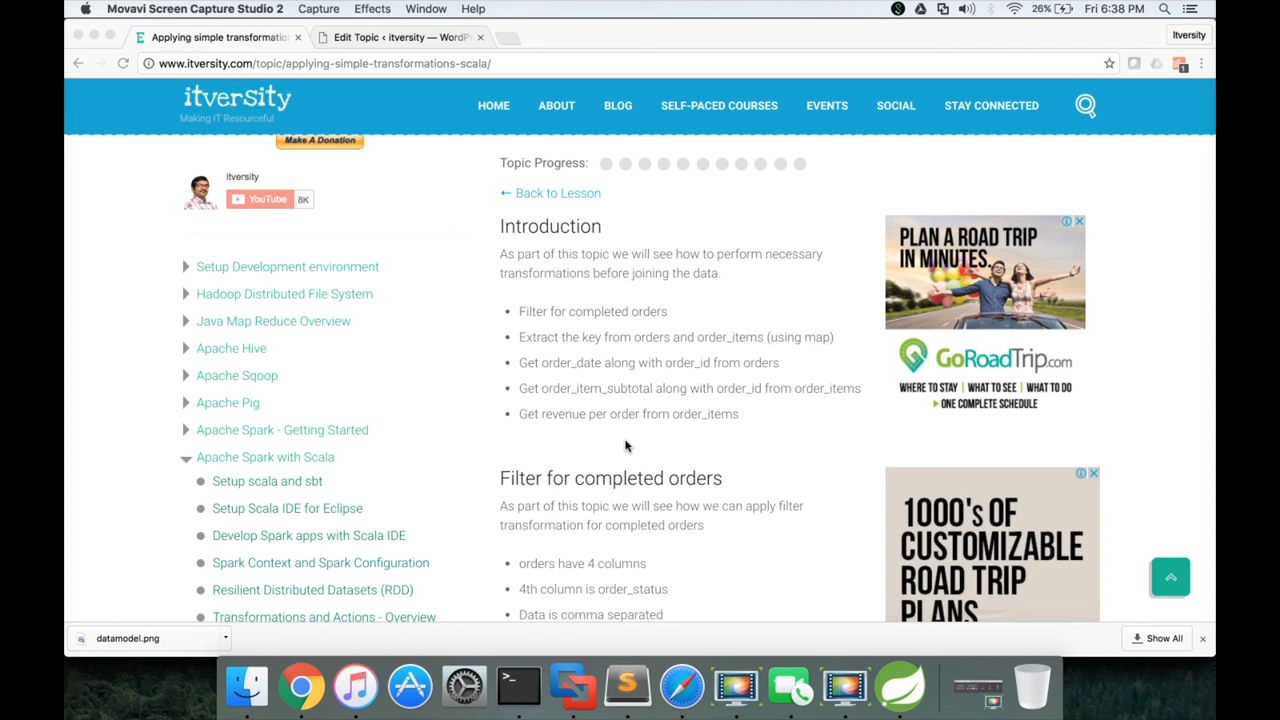 Movavi Screen Capture Studio 2 Capture Effects Window Help 26% Fri 6:38 PM
Applying simple transformatio Edit Topic ‹ itversity — WordP Itversity
www.itversity.com/topic/applying-simple-transformations-scala/
1
itversity
Making IT Resourceful
HOME ABOUT BLOG SELF-PACED COURSES EVENTS SOCIAL STAY CONNECTED
Make A Donation
itversity
YouTube 8K
Setup Development environment
Hadoop Distributed File System
Java Map Reduce Overview
Apache Hive
Apache Sqoop
Apache Pig
Apache Spark - Getting Started
Apache Spark with Scala
Setup scala and sbt
Setup Scala IDE for Eclipse
Develop Spark apps with Scala IDE
Spark Context and Spark Configuration
Resilient Distributed Datasets (RDD)
Transformations and Actions - Overview
Topic Progress:
← Back to Lesson
Introduction
As part of this topic we will see how to perform necessary
transformations before joining the data.
• Filter for completed orders
• Extract the key from orders and order_items (using map)
• Get order_date along with order_id from orders
• Get order_item_subtotal along with order_id from order_items
• Get revenue per order from order_items
Filter for completed orders
As part of this topic we will see how we can apply filter
transformation for completed orders
• orders have 4 columns
• 4th column is order_status
• Data is comma separated
PLAN A ROAD TRIP
IN MINUTES.
GoRoadTrip.com
WHERE TO STAY | WHAT TO SEE | WHAT TO DO
ONE COMPLETE SCHEDULE
1000's OF
CUSTOMIZABLE
ROAD TRIP
PLANS
datamodel.png Show All